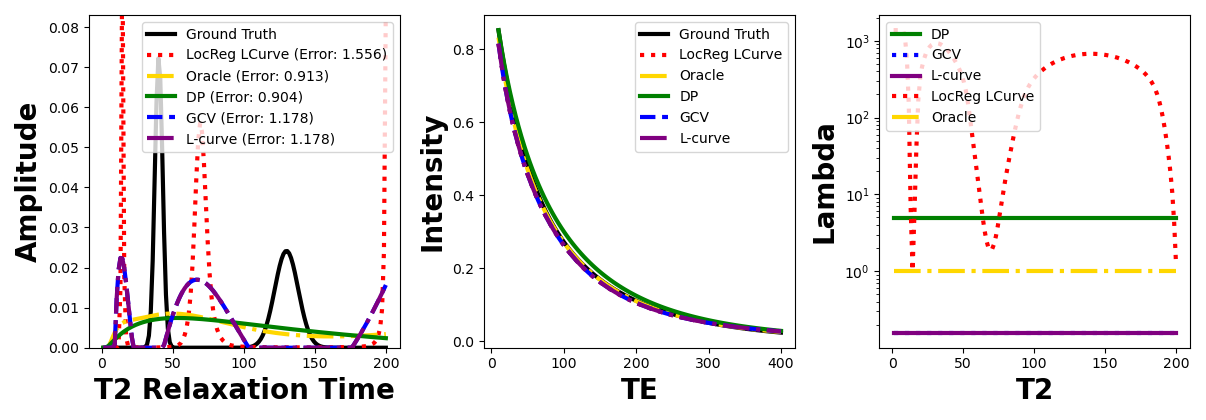 Amplitude
0.08
0.07
0.06
0.05
0.04
0.03
0.02
0.01
0.00
Ground Truth
LocReg LCurve (Error: 1.556)
Oracle (Error: 0.913)
DP (Error: 0.904)
GCV (Error: 1.178)
L-curve (Error: 1.178)
0 50 100 150 200
T2 Relaxation Time
Intensity
0.8
0.6
0.4
0.2
0.0
Ground Truth
LocReg LCurve
Oracle
DP
GCV
L-curve
0 100 200 300 400
TE
Lambda
10³
10²
10¹
10⁰
DP
GCV
L-curve
LocReg LCurve
Oracle
0 50 100 150 200
T2